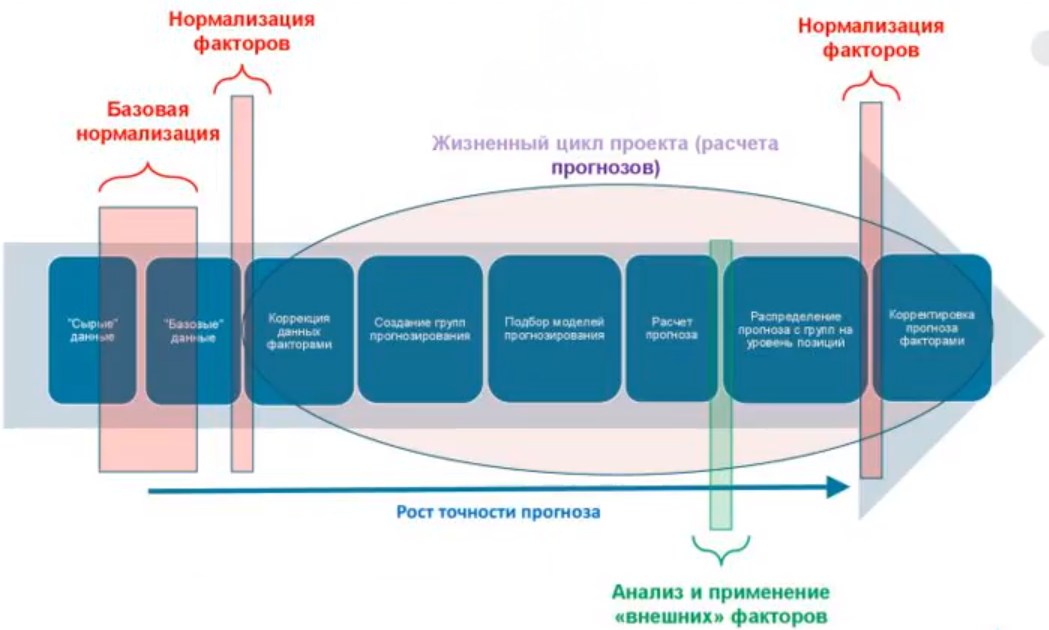 Нормализация
факторов
Нормализация
факторов
Базовая
нормализация
Жизненный цикл проекта (расчета
прогнозов)
"Сырые"
данные
"Базовые"
данные
Коррекция
данных
факторами
Создание групп
прогнозирования
Подбор моделей
прогнозирования
Расчет
прогноза
Распределение
прогноза с групп на
уровень позиций
Корректировка
прогноза
факторами
Рост точности прогноза
Анализ и применение
«внешних» факторов